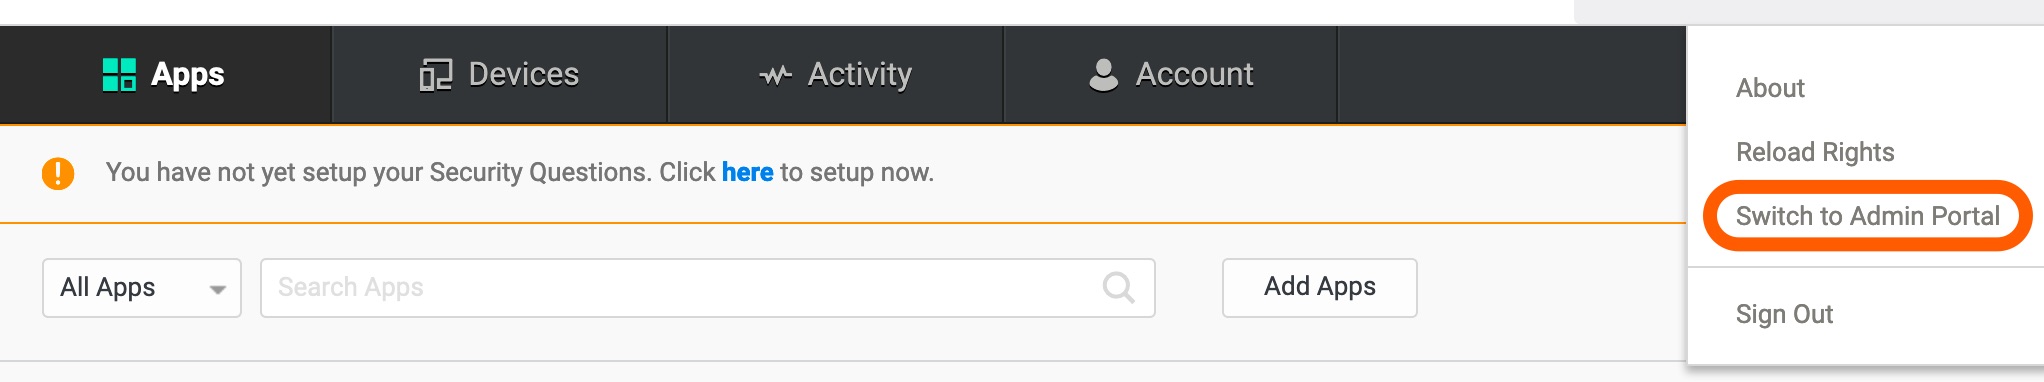 Apps
Devices
Activity
Account
You have not yet setup your Security Questions. Click here to setup now.
All Apps
Search Apps
Add Apps
About
Reload Rights
Switch to Admin Portal
Sign Out